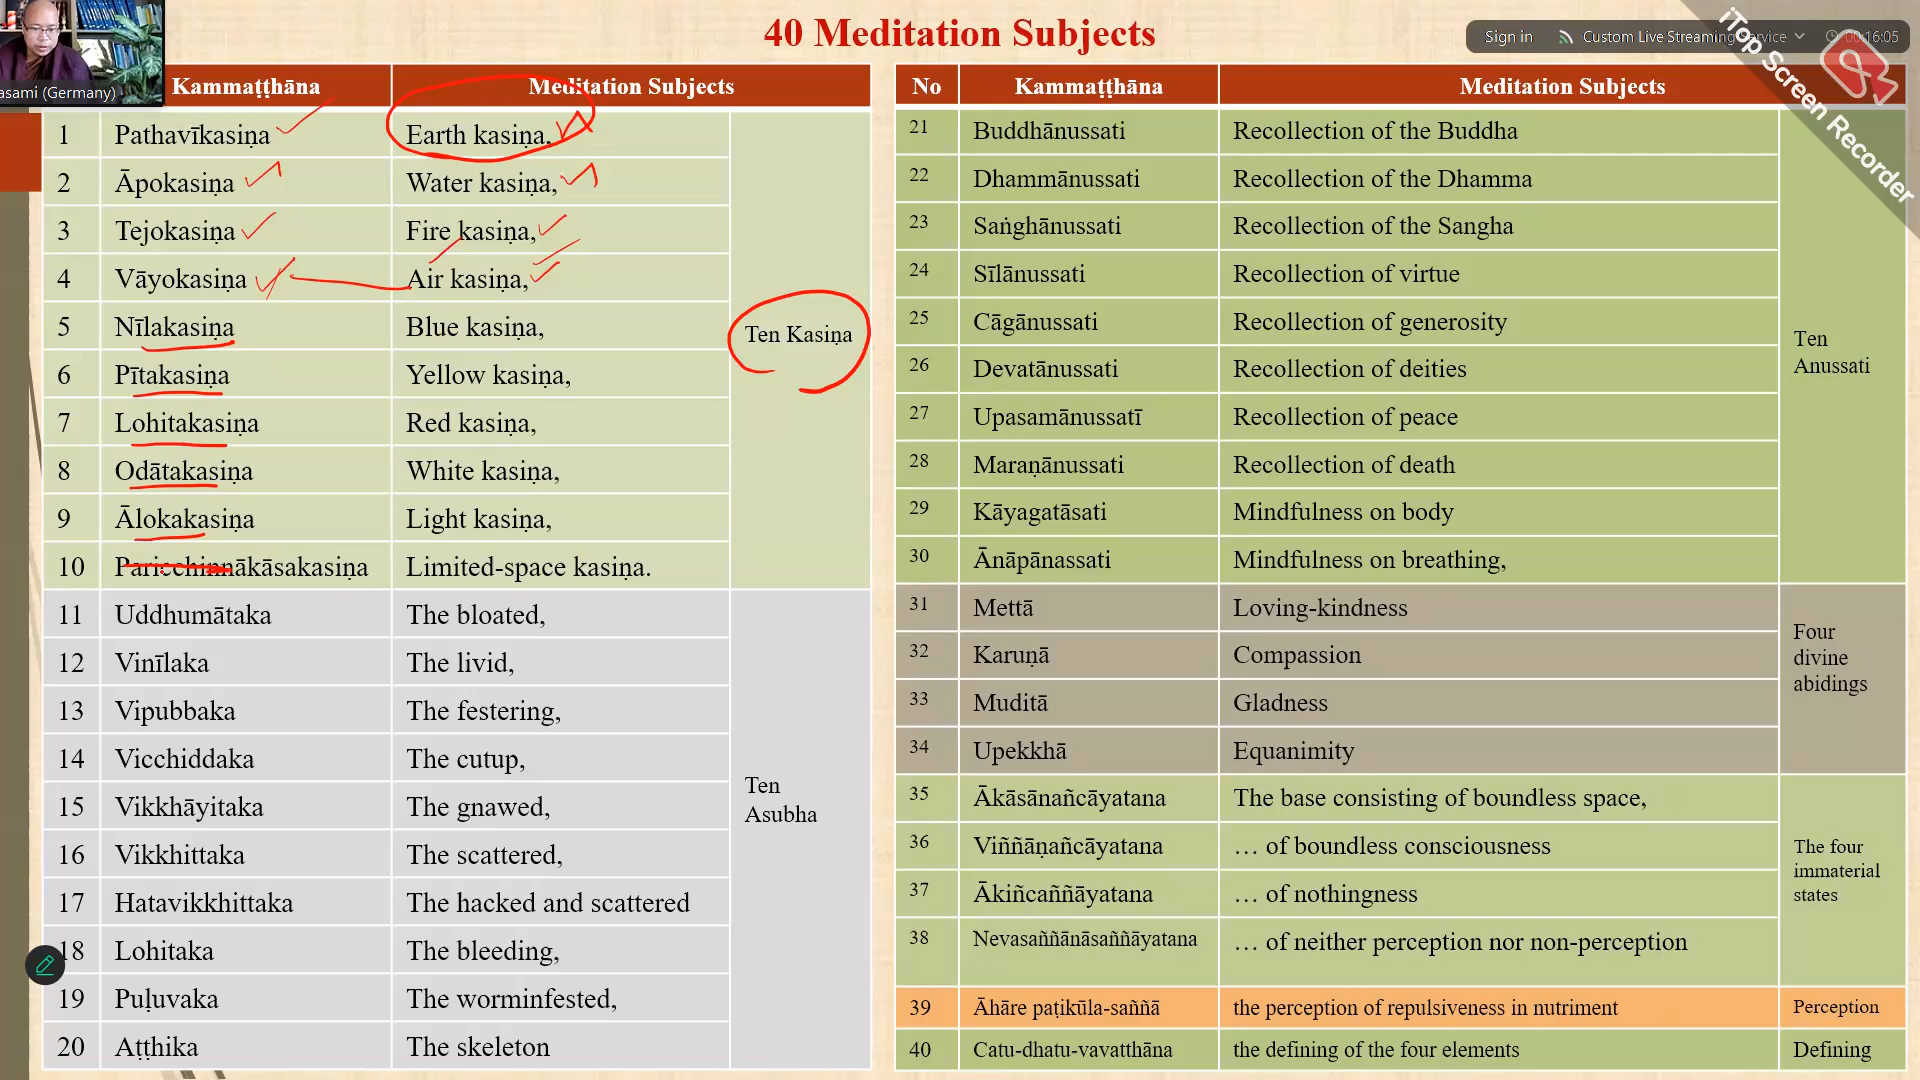 40 Meditation Subjects
Sign in Custom Live Streaming Service 00:16:05
iTop Screen Recorder
asami (Germany)
Kammaṭṭhāna Meditation Subjects
1 Pathavīkasiṇa Earth kasiṇa,
2 Āpokasiṇa Water kasiṇa,
3 Tejokasiṇa Fire kasiṇa,
4 Vāyokasiṇa Air kasiṇa,
5 Nīlakasiṇa Blue kasiṇa,
Ten Kasiṇa
6 Pītakasiṇa Yellow kasiṇa,
7 Lohitakasiṇa Red kasiṇa,
8 Odātakasiṇa White kasiṇa,
9 Ālokakasiṇa Light kasiṇa,
10 Paricchinnākāsakasiṇa Limited-space kasiṇa.
11 Uddhumātaka The bloated,
12 Vinīlaka The livid,
13 Vipubbaka The festering,
14 Vicchiddaka The cutup,
Ten
Asubha
15 Vikkhāyitaka The gnawed,
16 Vikkhittaka The scattered,
17 Hatavikkhittaka The hacked and scattered
18 Lohitaka The bleeding,
19 Puḷuvaka The worminfested,
20 Aṭṭhika The skeleton
No Kammaṭṭhāna Meditation Subjects
21 Buddhānussati Recollection of the Buddha
22 Dhammānussati Recollection of the Dhamma
23 Saṅghānussati Recollection of the Sangha
24 Sīlānussati Recollection of virtue
25 Cāgānussati Recollection of generosity
Ten
Anussati
26 Devatānussati Recollection of deities
27 Upasamānussatī Recollection of peace
28 Maraṇānussati Recollection of death
29 Kāyagatāsati Mindfulness on body
30 Ānāpānassati Mindfulness on breathing,
31 Mettā Loving-kindness
Four
divine
abidings
32 Karuṇā Compassion
33 Muditā Gladness
34 Upekkhā Equanimity
35 Ākāsānañcāyatana The base consisting of boundless space,
36 Viññāṇañcāyatana … of boundless consciousness
The four
immaterial
states
37 Ākiñcaññāyatana … of nothingness
38 Nevasaññānāsaññāyatana … of neither perception nor non-perception
39 Āhāre paṭikūla-saññā the perception of repulsiveness in nutriment Perception
40 Catu-dhatu-vavatthāna the defining of the four elements Defining